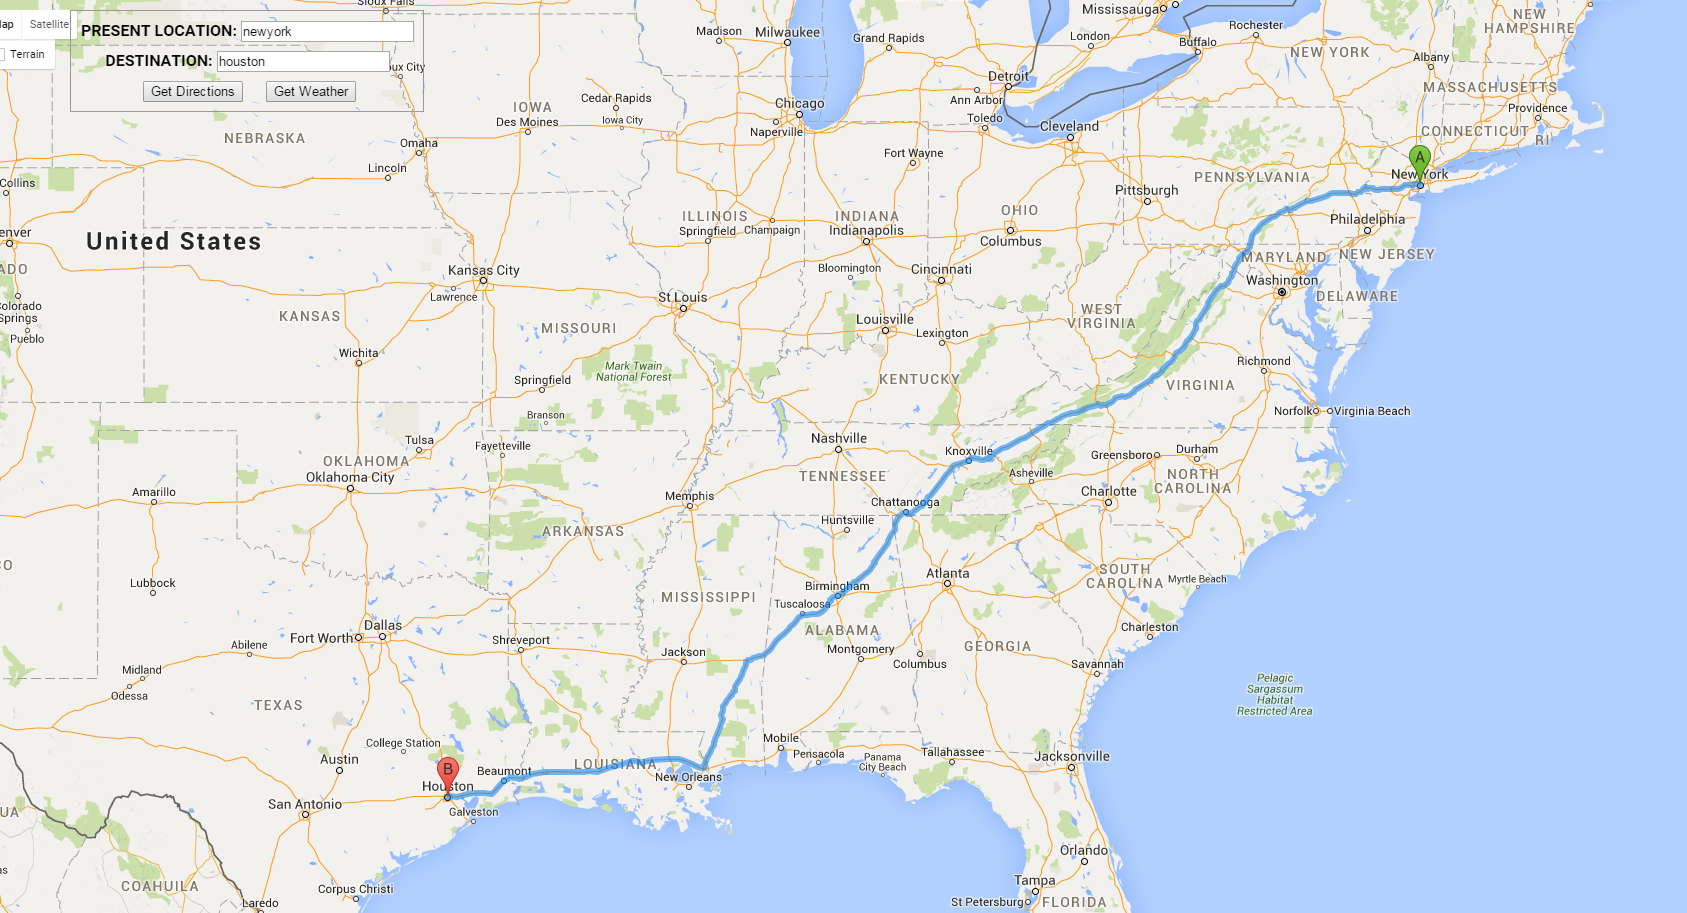 Sioux Falls
Map
Satellite
Terrain
PRESENT LOCATION: newyork
DESTINATION: houston
Get Directions
Get Weather
Madison
Milwaukee
Grand Rapids
London
Mississauga
Rochester
Buffalo
NEW YORK
NEW
HAMPSHIRE
Albany
MASSACHUSETTS
Providence
CONNECTICUT
RI
Detroit
Ann Arbor
Toledo
Cleveland
Chicago
Naperville
IOWA
Des Moines
Cedar Rapids
Iowa City
NEBRASKA
Omaha
Lincoln
Collins
Fort Wayne
A
New York
PENNSYLVANIA
Pittsburgh
Philadelphia
NEW JERSEY
MARYLAND
Washington
DELAWARE
OHIO
Columbus
INDIANA
Indianapolis
ILLINOIS
Springfield
Champaign
United States
Kansas City
Lawrence
Bloomington
Cincinnati
St Louis
Colorado
Springs
Pueblo
KANSAS
MISSOURI
Louisville
Lexington
WEST
VIRGINIA
Richmond
VIRGINIA
Norfolk
Virginia Beach
Wichita
Springfield
Mark Twain
National Forest
KENTUCKY
Branson
Tulsa
Fayetteville
Nashville
Knoxville
Greensboro
Durham
OKLAHOMA
Oklahoma City
TENNESSEE
Asheville
NORTH
CAROLINA
Charlotte
Amarillo
Memphis
Chattanooga
Huntsville
ARKANSAS
Lubbock
Atlanta
SOUTH
CAROLINA
Myrtle Beach
Birmingham
Tuscaloosa
MISSISSIPPI
ALABAMA
Charleston
Dallas
Fort Worth
Abilene
Shreveport
Jackson
Montgomery
Columbus
GEORGIA
Savannah
Midland
Odessa
TEXAS
Pelagic
Sargassum
Habitat
Restricted Area
College Station
Austin
B
Houston
Beaumont
LOUISIANA
New Orleans
Mobile
Pensacola
Panama
City Beach
Tallahassee
Jacksonville
San Antonio
Galveston
COAHUILA
Corpus Christi
Laredo
Orlando
Tampa
St Petersburg
FLORIDA